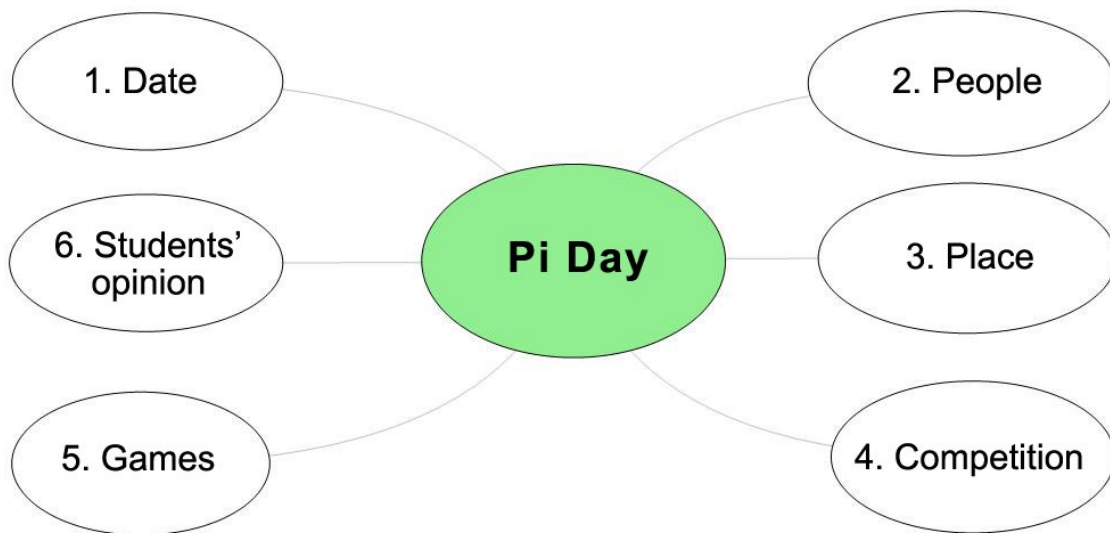 1. Date
2. People
6. Students’
opinion
Pi Day
3. Place
5. Games
4. Competition